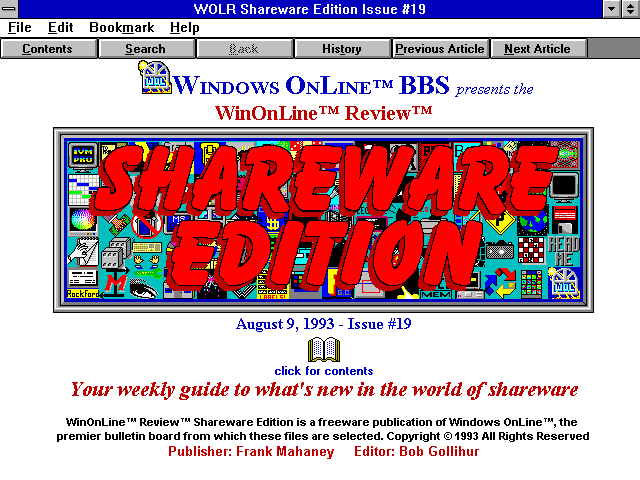 WOLR Shareware Edition Issue #19
File Edit Bookmark Help
Contents Search Back History Previous Article Next Article
WINDOWS ONLINE™ BBS presents the
WinOnLine™ Review™
SHAREWARE
EDITION
READ
ME
RockFord
LABELS!
MEM
August 9, 1993 - Issue #19
click for contents
Your weekly guide to what's new in the world of shareware
WinOnLine™ Review™ Shareware Edition is a freeware publication of Windows OnLine™, the
premier bulletin board from which these files are selected. Copyright © 1993 All Rights Reserved
Publisher: Frank Mahaney Editor: Bob Gollihur